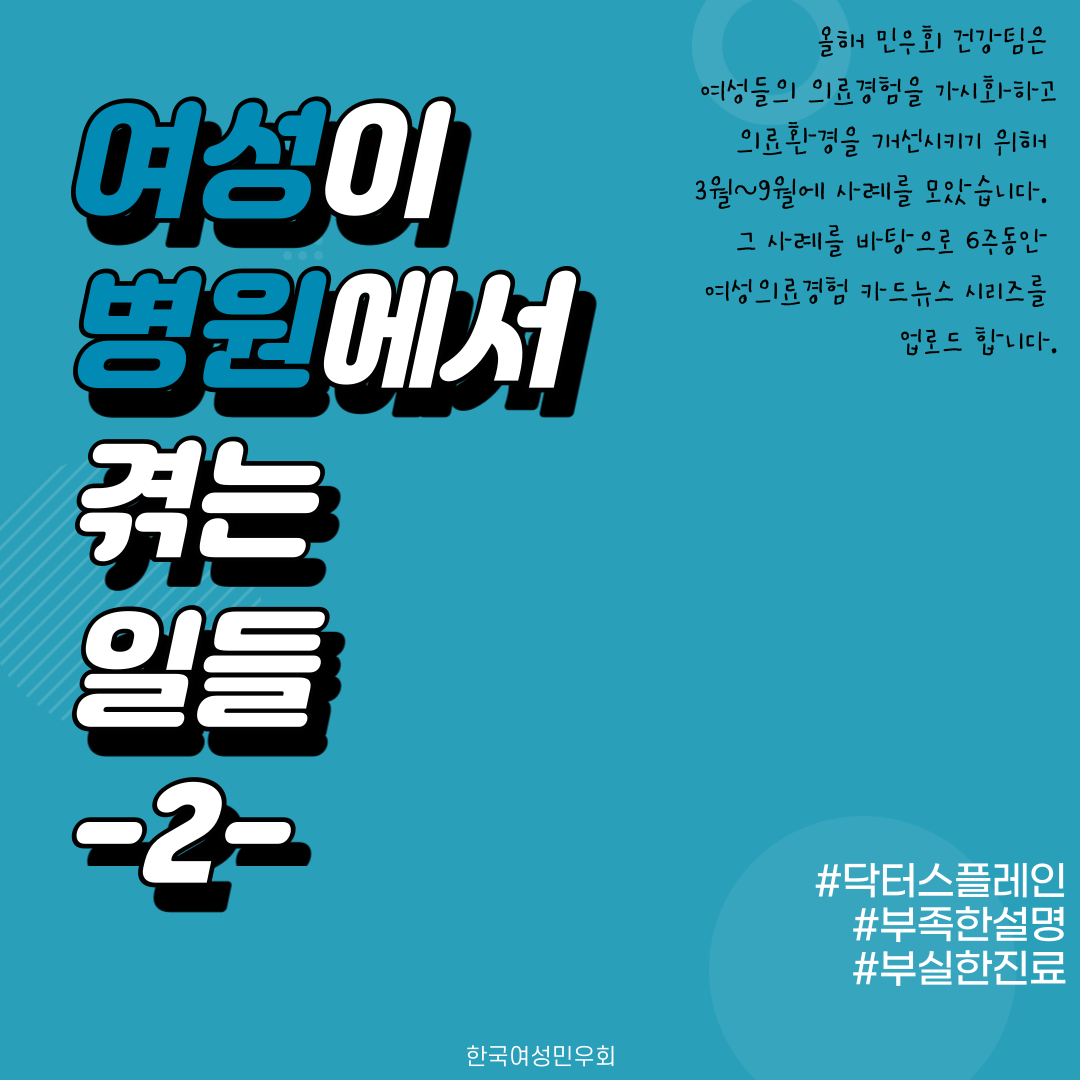 여성이
병원에서
겪는
일들
-2-
올해 민우회 건강팀은
여성들의 의료경험을 가시화하고
의료환경을 개선시키기 위해
3월~9월에 사례를 모았습니다.
그 사례를 바탕으로 6주동안
여성의료경험 카드뉴스 시리즈를
업로드 합니다.
#닥터스플레인
#부족한설명
#부실한진료
한국여성민우회